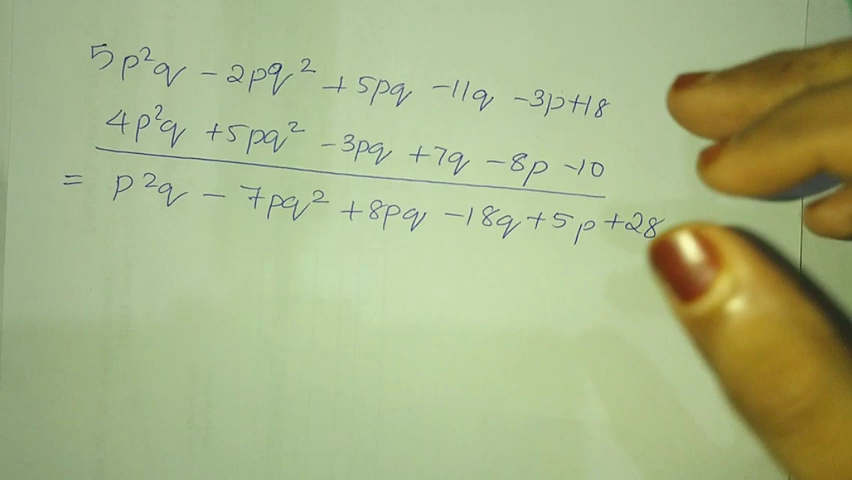 5p²q - 2pq² + 5pq - 11q - 3p + 18
4p²q + 5pq² - 3pq + 7q - 8p - 10
= p²q - 7pq² + 8pq - 18q + 5p + 28